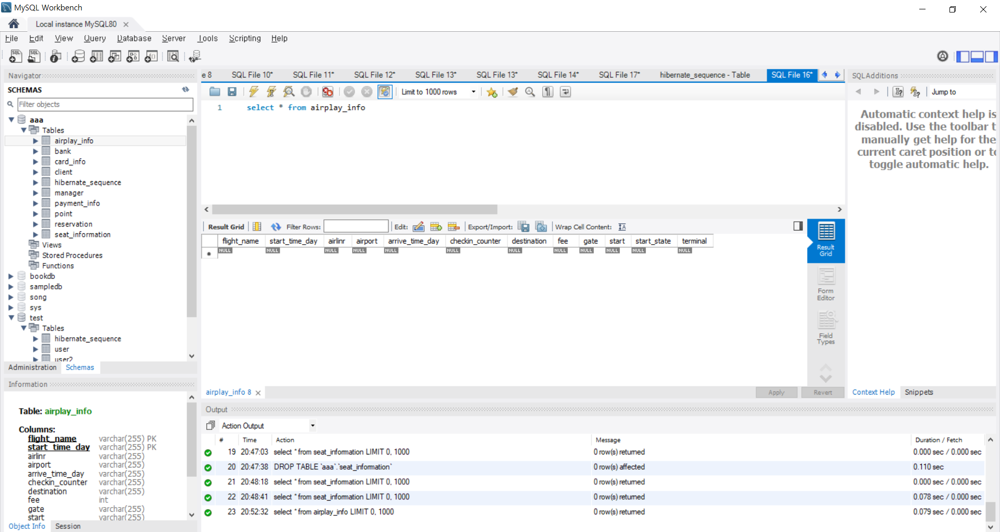 MySQL Workbench
Local instance MySQL80
File Edit View Query Database Server Tools Scripting Help
Navigator
SCHEMAS
Filter objects
aaa
Tables
airplay_info
bank
card_info
client
hibernate_sequence
manager
payment_info
point
reservation
seat_information
Views
Stored Procedures
Functions
bookdb
sampledb
song
sys
test
Tables
hibernate_sequence
user
user2
Administration Schemas
Information
Table: airplay_info
Columns:
flight_name varchar(255) PK
start_time_day varchar(255) PK
airlinr varchar(255)
airport varchar(255)
arrive_time_day varchar(255)
checkin_counter varchar(255)
destination varchar(255)
fee int
gate varchar(255)
start varchar(255)
Object Info Session
e 8 SQL File 10* SQL File 11* SQL File 12* SQL File 13* SQL File 13* SQL File 14* SQL File 17* hibernate_sequence - Table SQL File 16*
Limit to 1000 rows
1 select * from airplay_info
Result Grid Filter Rows: Edit: Export/Import: Wrap Cell Content:
flight_name start_time_day airlinr airport arrive_time_day checkin_counter destination fee gate start start_state terminal
NULL NULL NULL NULL NULL NULL NULL NULL NULL NULL NULL NULL
Result
Grid
Form
Editor
Field
Types
airplay_info 8
Apply Revert
Output
Action Output
# Time Action Message Duration / Fetch
19 20:47:03 select * from seat_information LIMIT 0, 1000 0 row(s) returned 0.000 sec / 0.000 sec
20 20:47:38 DROP TABLE `aaa`.`seat_information` 0 row(s) affected 0.110 sec
21 20:48:18 select * from seat_information LIMIT 0, 1000 0 row(s) returned 0.000 sec / 0.000 sec
22 20:48:41 select * from seat_information LIMIT 0, 1000 0 row(s) returned 0.078 sec / 0.000 sec
23 20:52:32 select * from airplay_info LIMIT 0, 1000 0 row(s) returned 0.079 sec / 0.000 sec
SQLAdditions
Jump to
Automatic context help is
disabled. Use the toolbar t
manually get help for the
current caret position or to
toggle automatic help.
Context Help Snippets